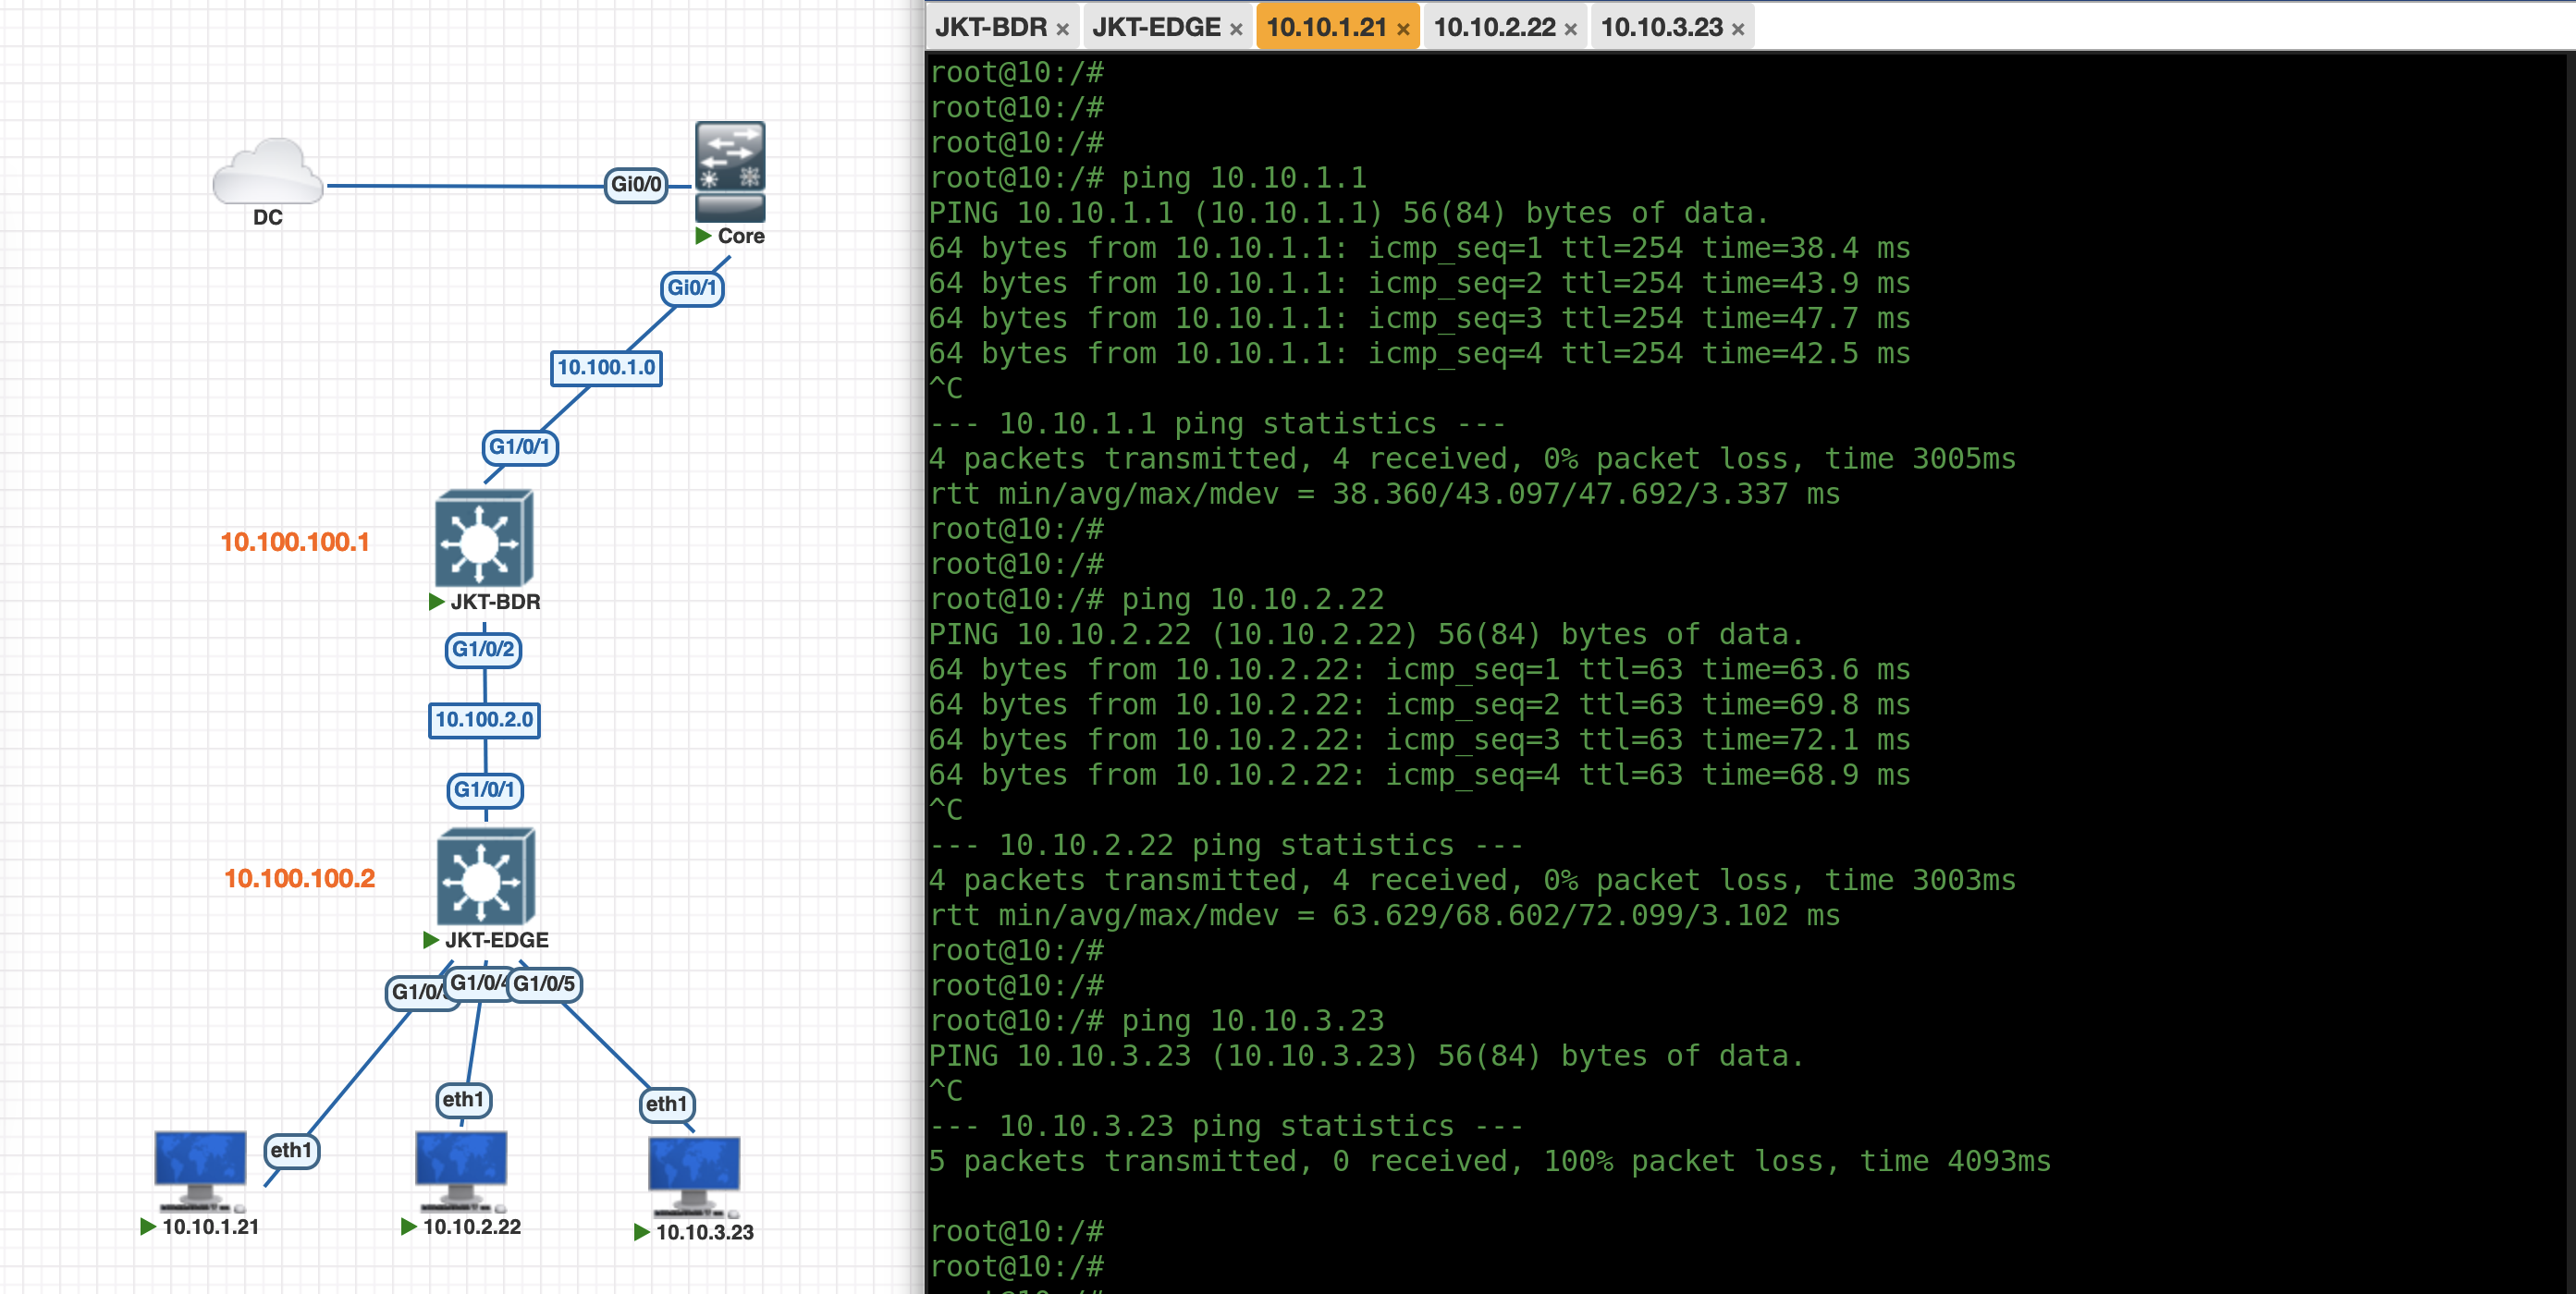 DC
Gi0/0
Core
Gi0/1
10.100.1.0
G1/0/1
10.100.100.1
JKT-BDR
G1/0/2
10.100.2.0
G1/0/1
10.100.100.2
JKT-EDGE
G1/0/
G1/0/4
G1/0/5
eth1
eth1
eth1
10.10.1.21
10.10.2.22
10.10.3.23
JKT-BDR × JKT-EDGE × 10.10.1.21 × 10.10.2.22 × 10.10.3.23 ×
root@10:/#
root@10:/#
root@10:/#
root@10:/# ping 10.10.1.1
PING 10.10.1.1 (10.10.1.1) 56(84) bytes of data.
64 bytes from 10.10.1.1: icmp_seq=1 ttl=254 time=38.4 ms
64 bytes from 10.10.1.1: icmp_seq=2 ttl=254 time=43.9 ms
64 bytes from 10.10.1.1: icmp_seq=3 ttl=254 time=47.7 ms
64 bytes from 10.10.1.1: icmp_seq=4 ttl=254 time=42.5 ms
^C
--- 10.10.1.1 ping statistics ---
4 packets transmitted, 4 received, 0% packet loss, time 3005ms
rtt min/avg/max/mdev = 38.360/43.097/47.692/3.337 ms
root@10:/#
root@10:/#
root@10:/# ping 10.10.2.22
PING 10.10.2.22 (10.10.2.22) 56(84) bytes of data.
64 bytes from 10.10.2.22: icmp_seq=1 ttl=63 time=63.6 ms
64 bytes from 10.10.2.22: icmp_seq=2 ttl=63 time=69.8 ms
64 bytes from 10.10.2.22: icmp_seq=3 ttl=63 time=72.1 ms
64 bytes from 10.10.2.22: icmp_seq=4 ttl=63 time=68.9 ms
^C
--- 10.10.2.22 ping statistics ---
4 packets transmitted, 4 received, 0% packet loss, time 3003ms
rtt min/avg/max/mdev = 63.629/68.602/72.099/3.102 ms
root@10:/#
root@10:/#
root@10:/# ping 10.10.3.23
PING 10.10.3.23 (10.10.3.23) 56(84) bytes of data.
^C
--- 10.10.3.23 ping statistics ---
5 packets transmitted, 0 received, 100% packet loss, time 4093ms
root@10:/#
root@10:/#